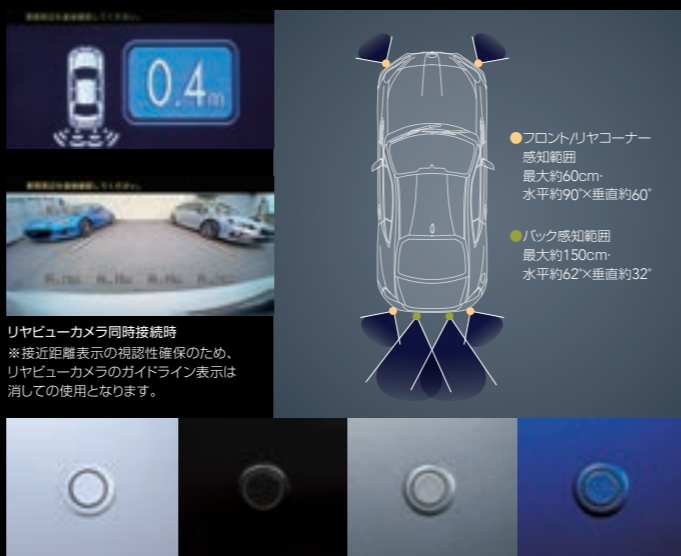 0.4m
リヤビューカメラ同時接続時
※接近距離表示の視認性確保のため、
リヤビューカメラのガイドライン表示は
消しての使用となります。
●フロント/リヤコーナー
感知範囲
最大約60cm・
水平約90°×垂直約60°
●バック感知範囲
最大約150cm・
水平約62°×垂直約32°